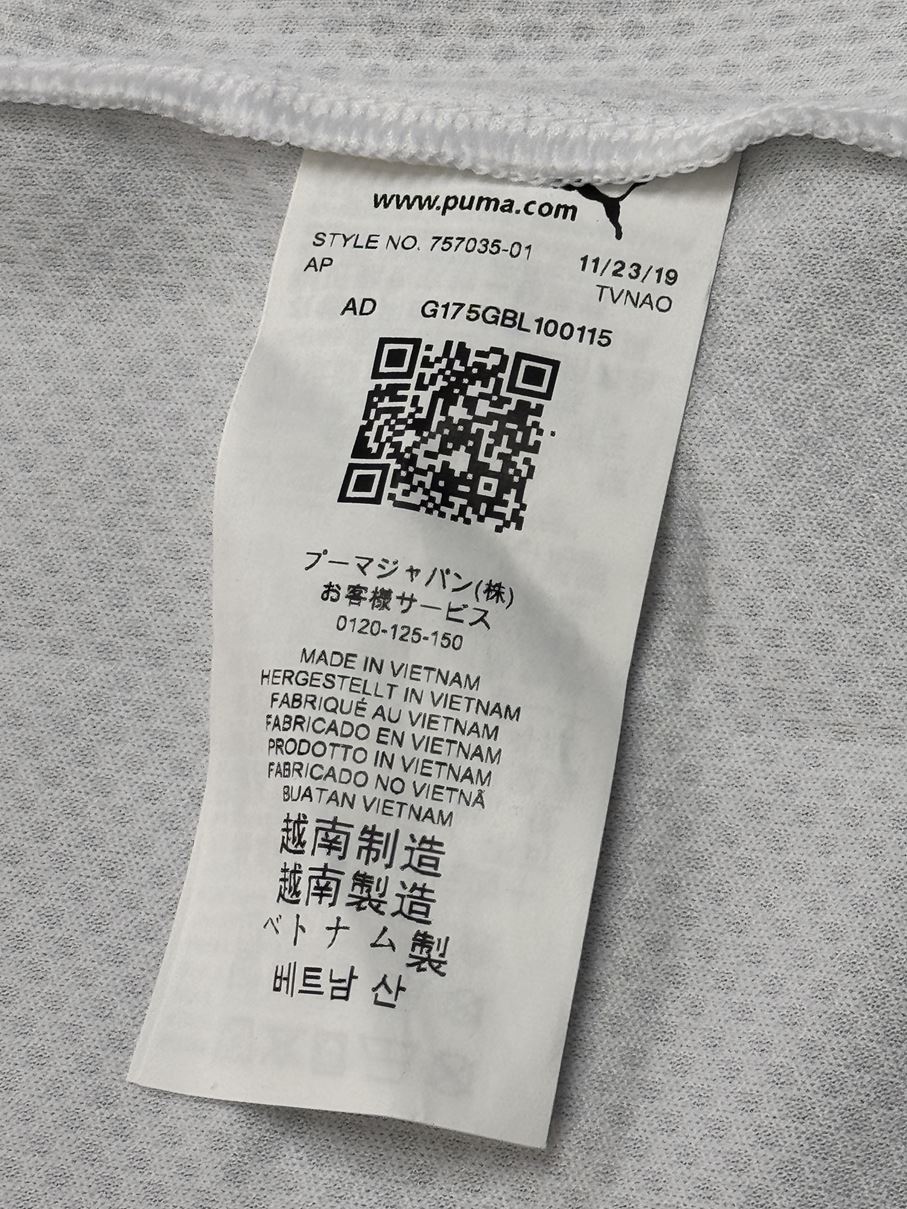 www.puma.com
STYLE NO. 757035-01
11/23/19
AP
TVNAO
AD G175GBL100115
プーマジャパン(株)
お客様サービス
0120-125-150
MADE IN VIETNAM
HERGESTELLT IN VIETNAM
FABRIQUÉ AU VIETNAM
FABRICADO EN VIETNAM
PRODOTTO IN VIETNAM
FABRICADO NO VIETNÃ
BUATAN VIETNAM
越南制造
越南製造
ベトナム製
베트남 산